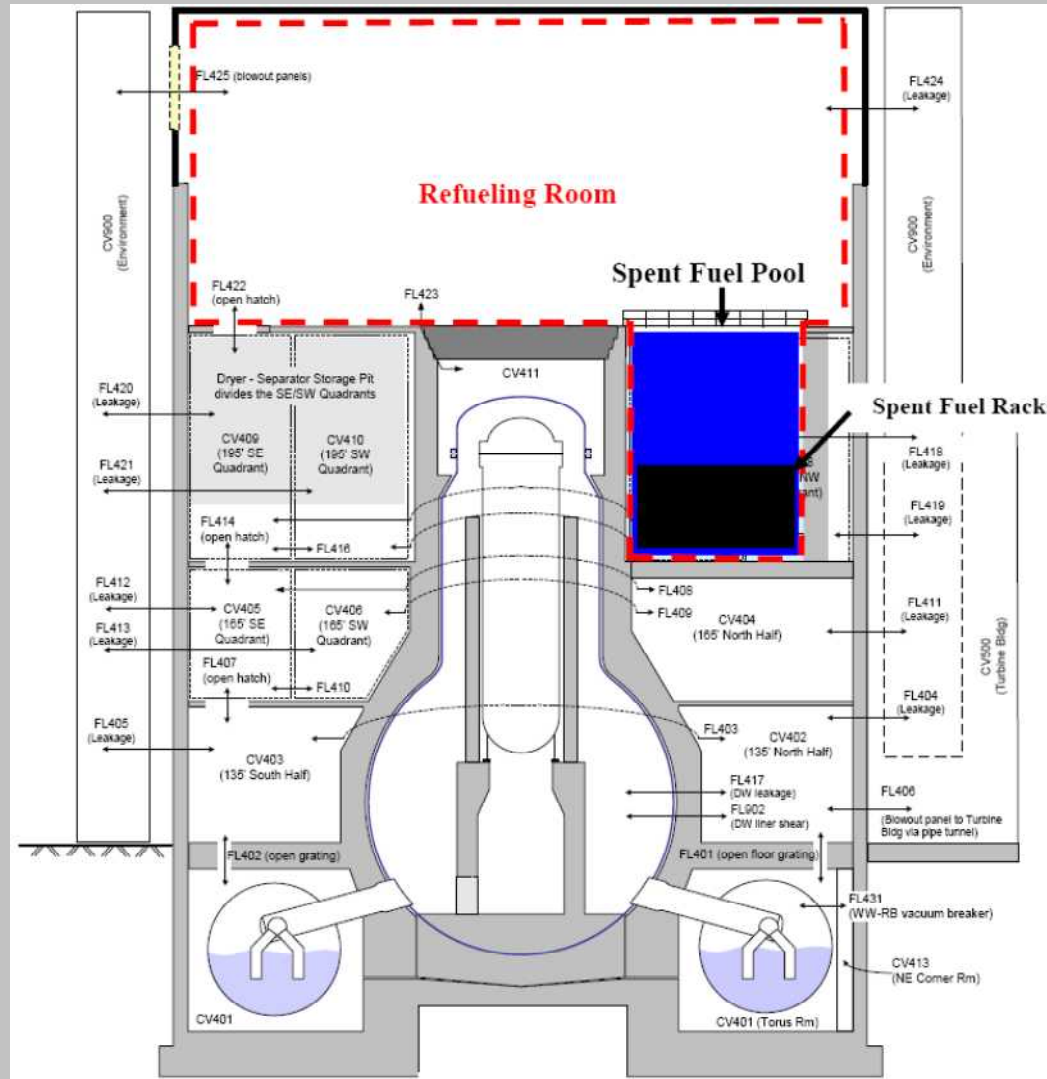 FL425 (blowout panels)
FL424
(Leakage)
CV900
(Environment)
CV900
(Environment)
Refueling Room
Spent Fuel Pool
FL422
(open hatch)
FL423
CV411
Dryer - Separator Storage Pit
divides the SE/SW Quadrants
FL420
(Leakage)
Spent Fuel Rack
CV409
(195' SE
Quadrant)
CV410
(195' SW
Quadrant)
FL418
(Leakage)
FL421
(Leakage)
NW
FL419
(Leakage)
FL414
(open hatch)
FL416
FL412
(Leakage)
FL408
FL409
CV405
(165' SE
Quadrant)
CV406
(165' SW
Quadrant)
CV404
(165' North Half)
FL411
(Leakage)
FL413
(Leakage)
CV500
(Turbine Bldg)
FL407
(open hatch)
FL410
FL404
(Leakage)
FL405
(Leakage)
FL403
CV403
(135' South Half)
CV402
(135' North Half)
FL417
(DW leakage)
FL902
(DW liner shear)
FL406
(Blowout panel to Turbine
Bldg via pipe tunnel)
FL402 (open grating)
FL401 (open floor grating)
FL431
(WW-RB vacuum breaker)
CV413
(NE Corner Rm)
CV401
CV401 (Torus Rm)